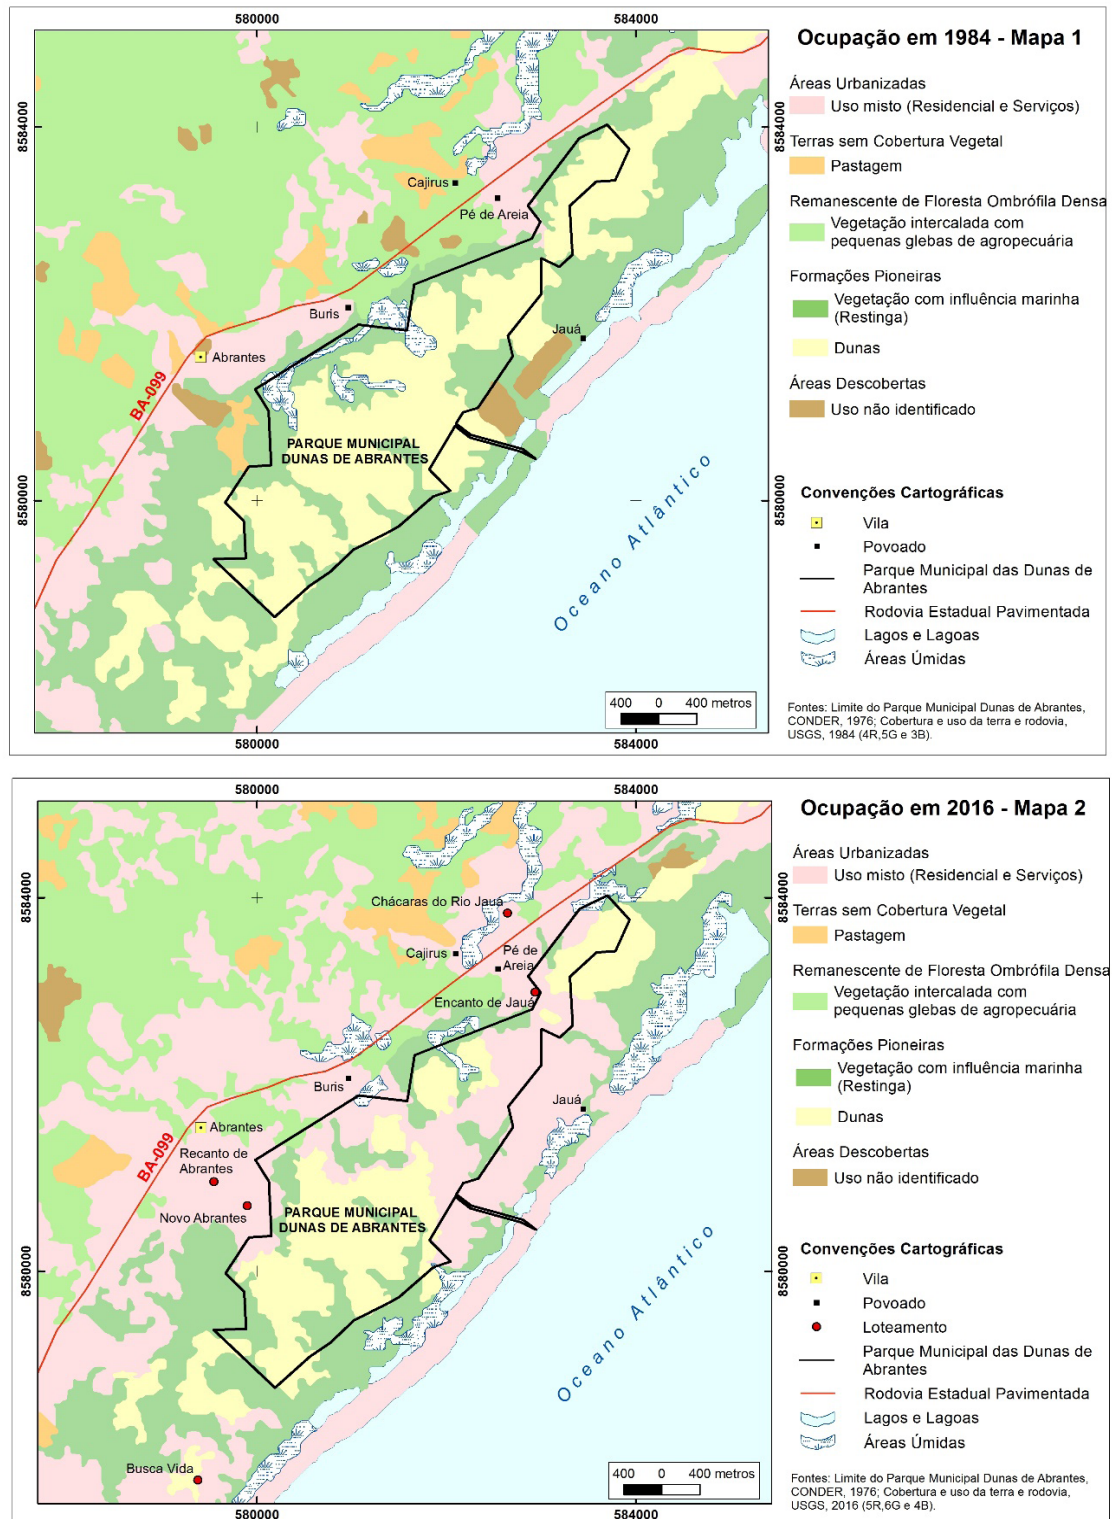 580000
584000
Ocupação em 1984 - Mapa 1
Áreas Urbanizadas
Uso misto (Residencial e Serviços)
Terras sem Cobertura Vegetal
Pastagem
Remanescente de Floresta Ombrófila Densa
Vegetação intercalada com
pequenas glebas de agropecuária
Formações Pioneiras
Vegetação com influência marinha
(Restinga)
Dunas
Áreas Descobertas
Uso não identificado
Convenções Cartográficas
Vila
Povoado
Parque Municipal das Dunas de
Abrantes
Rodovia Estadual Pavimentada
Lagos e Lagoas
Áreas Úmidas
Fontes: Limite do Parque Municipal Dunas de Abrantes,
CONDER, 1976; Cobertura e uso da terra e rodovia,
USGS, 1984 (4R,5G e 3B).
8584000
8584000
Cajirus
Pé de Areia
Buris
Jauá
Abrantes
BA-099
PARQUE MUNICIPAL
DUNAS DE ABRANTES
8580000
8580000
Oceano Atlântico
400 0 400 metros
580000
584000
580000
584000
Ocupação em 2016 - Mapa 2
Áreas Urbanizadas
Uso misto (Residencial e Serviços)
Terras sem Cobertura Vegetal
Pastagem
Remanescente de Floresta Ombrófila Densa
Vegetação intercalada com
pequenas glebas de agropecuária
Formações Pioneiras
Vegetação com influência marinha
(Restinga)
Dunas
Áreas Descobertas
Uso não identificado
Convenções Cartográficas
Vila
Povoado
Loteamento
Parque Municipal das Dunas de
Abrantes
Rodovia Estadual Pavimentada
Lagos e Lagoas
Áreas Úmidas
Fontes: Limite do Parque Municipal Dunas de Abrantes,
CONDER, 1976; Cobertura e uso da terra e rodovia,
USGS, 2016 (5R,6G e 4B).
8584000
8584000
Chácaras do Rio Jauá
Cajirus
Pé de
Areia
Encanto de Jauá
Buris
Jauá
Abrantes
BA-099
Recanto de
Abrantes
Novo Abrantes
PARQUE MUNICIPAL
DUNAS DE ABRANTES
8580000
8580000
Oceano Atlântico
Busca Vida
400 0 400 metros
580000
584000